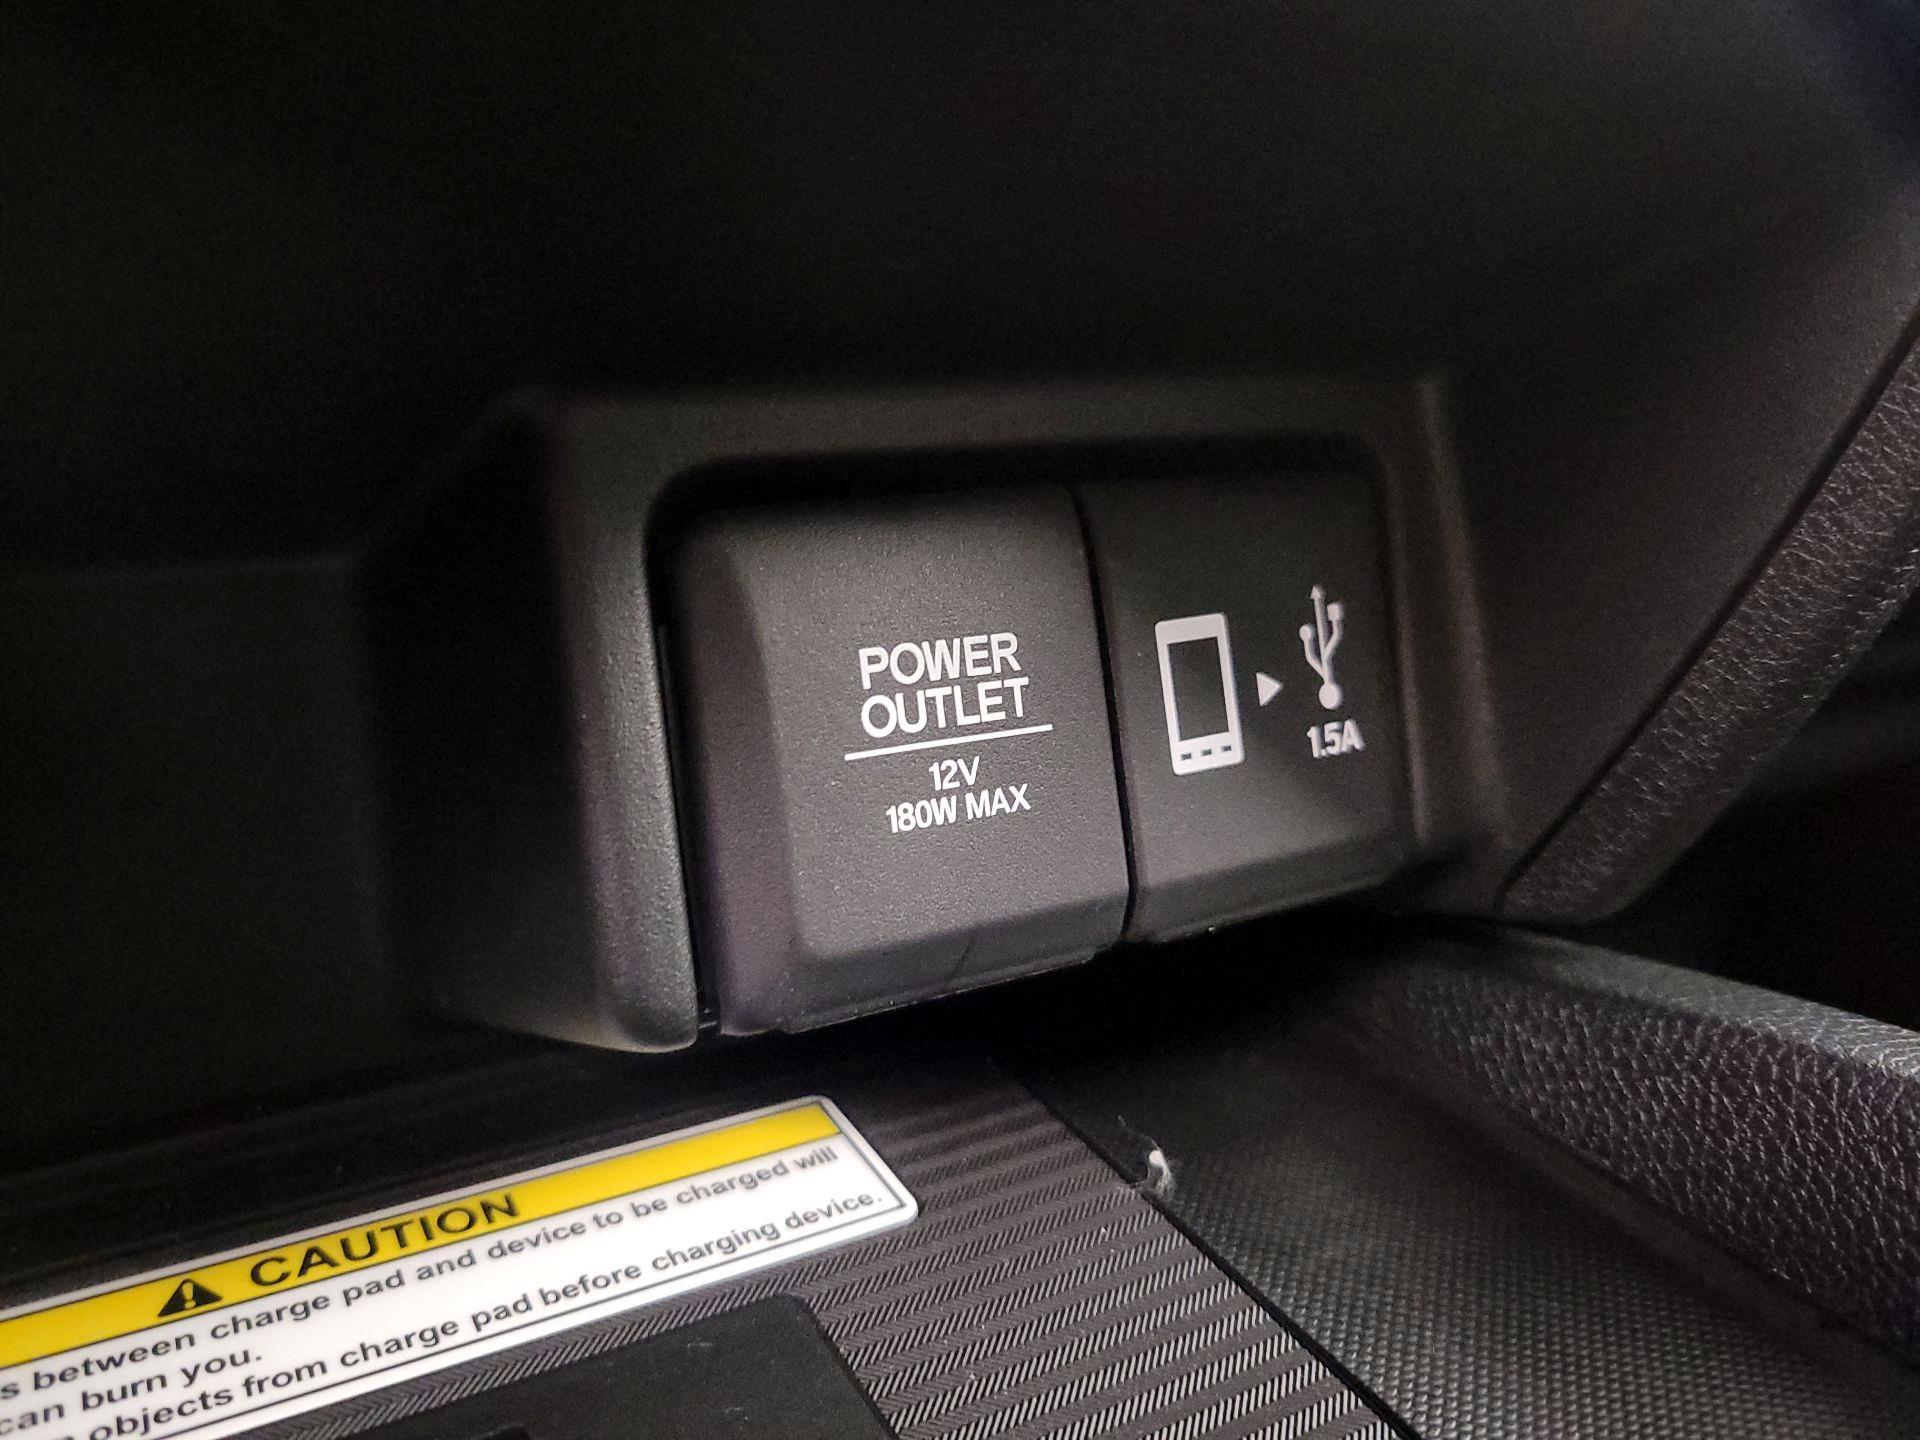 POWER
OUTLET
12V
180W MAX
1.5A
CAUTION
between charge pad and device to be charged will
can burn you.
objects from charge pad before charging device.